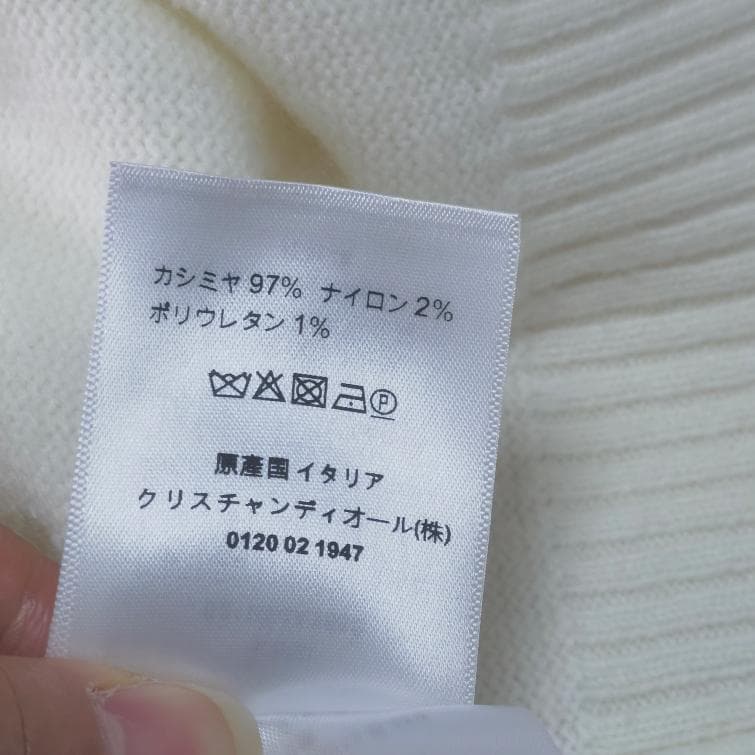 カシミヤ 97% ナイロン 2%
ポリウレタン 1%
P
原產国 イタリア
クリスチャンディオール(株)
0120 02 1947